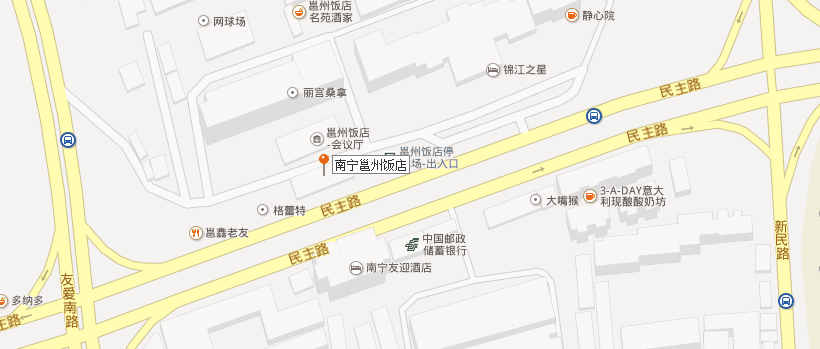 网球场
邕州饭店
名苑酒家
静心院
锦江之星
丽宫桑拿
民主路
民主路
邕州饭店
-会议厅
邕州饭店停
场-出入口
南宁邕州饭店
3-A-DAY意大
利现酿酸奶坊
大嘴猴
格蕾特
民主路
邕鑫老友
新民路
中国邮政
储蓄银行
民主路
南宁友迎酒店
友爱南路
多纳多
主路